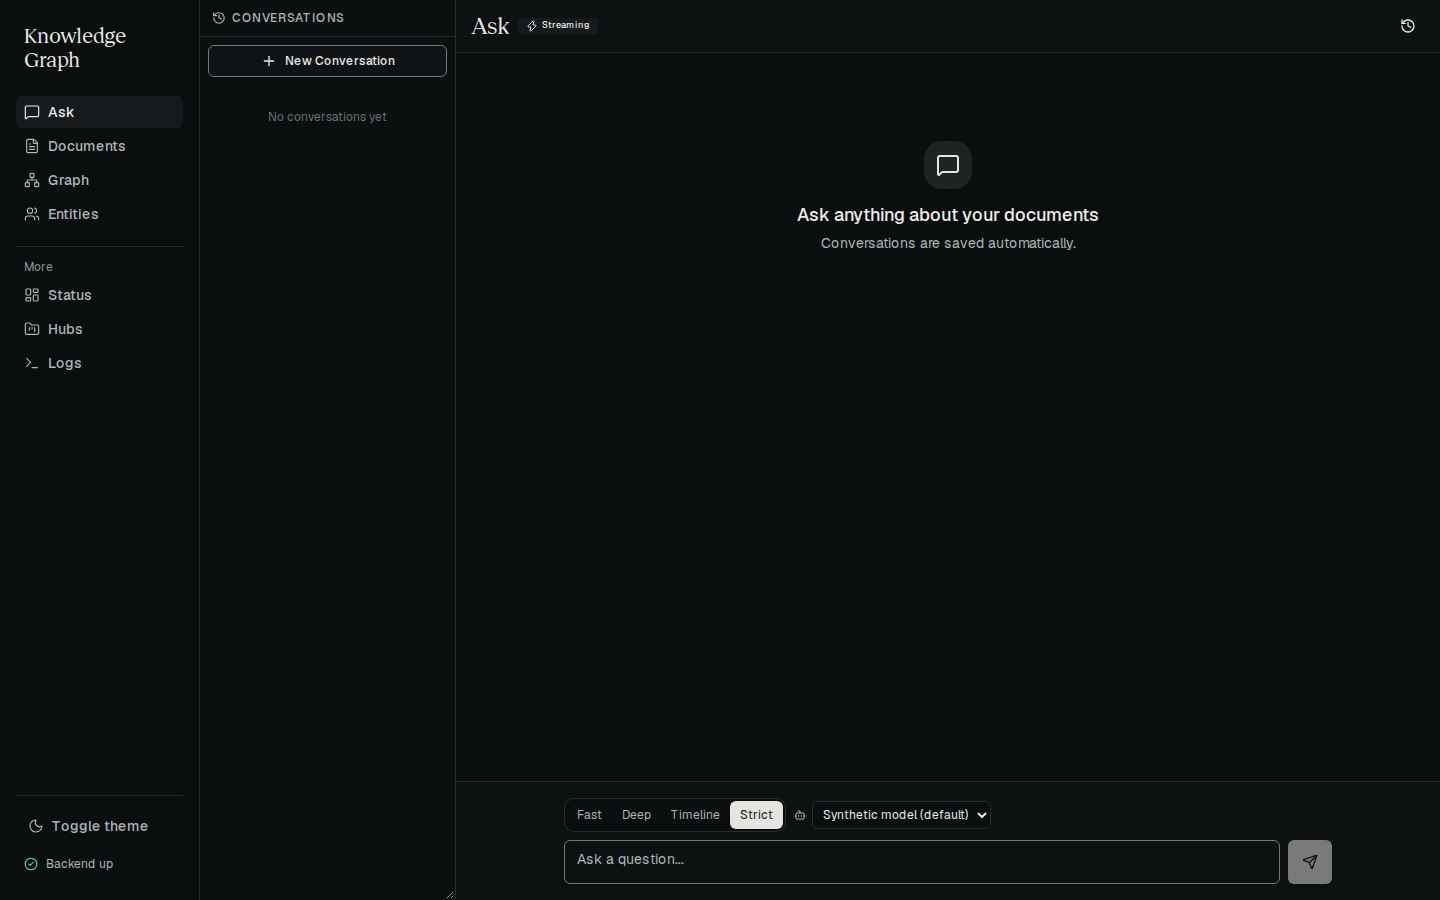 Knowledge
Graph
Ask
Documents
Graph
Entities
More
Status
Hubs
Logs
Toggle theme
Backend up
CONVERSATIONS
New Conversation
No conversations yet
Ask
Streaming
Ask anything about your documents
Conversations are saved automatically.
Fast
Deep
Timeline
Strict
Synthetic model (default)
Ask a question...